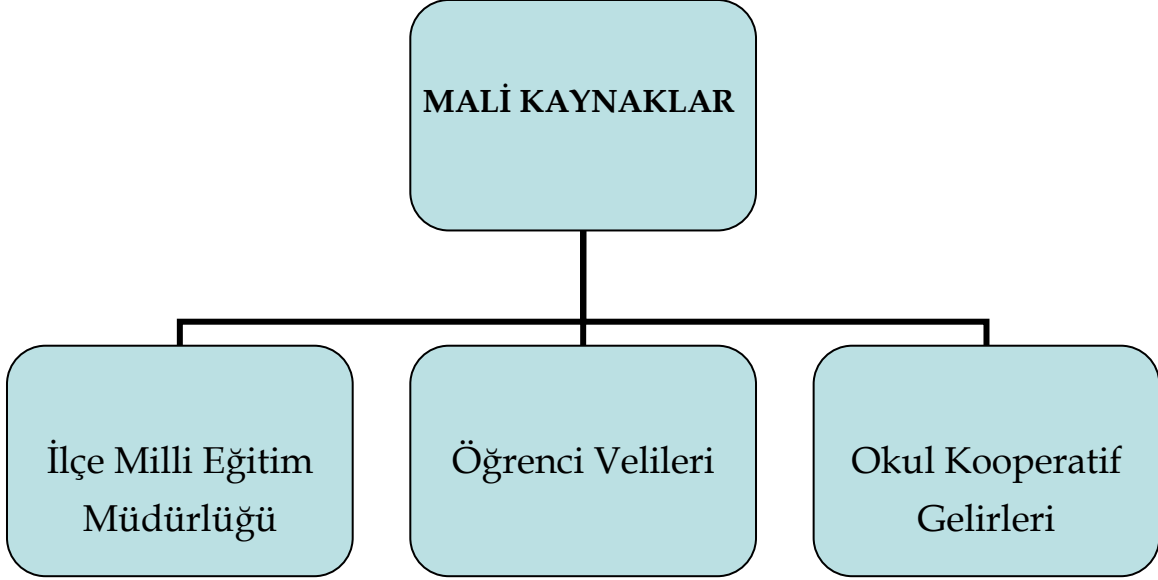 MALİ KAYNAKLAR
İlçe Milli Eğitim
Müdürlüğü
Öğrenci Velileri
Okul Kooperatif
Gelirleri